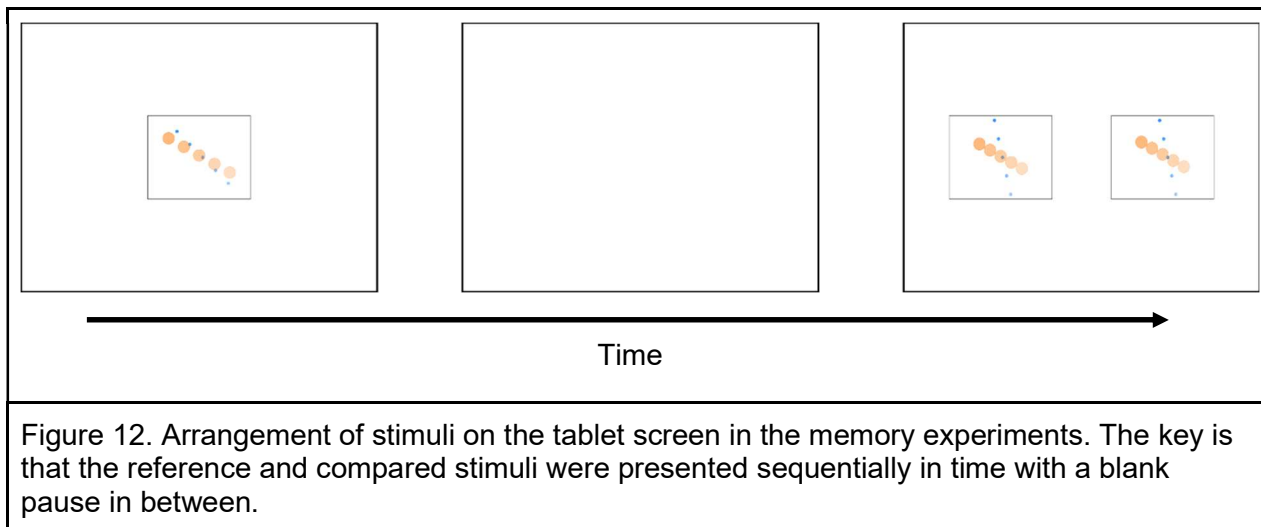 Time
Figure 12. Arrangement of stimuli on the tablet screen in the memory experiments. The key is
that the reference and compared stimuli were presented sequentially in time with a blank
pause in between.